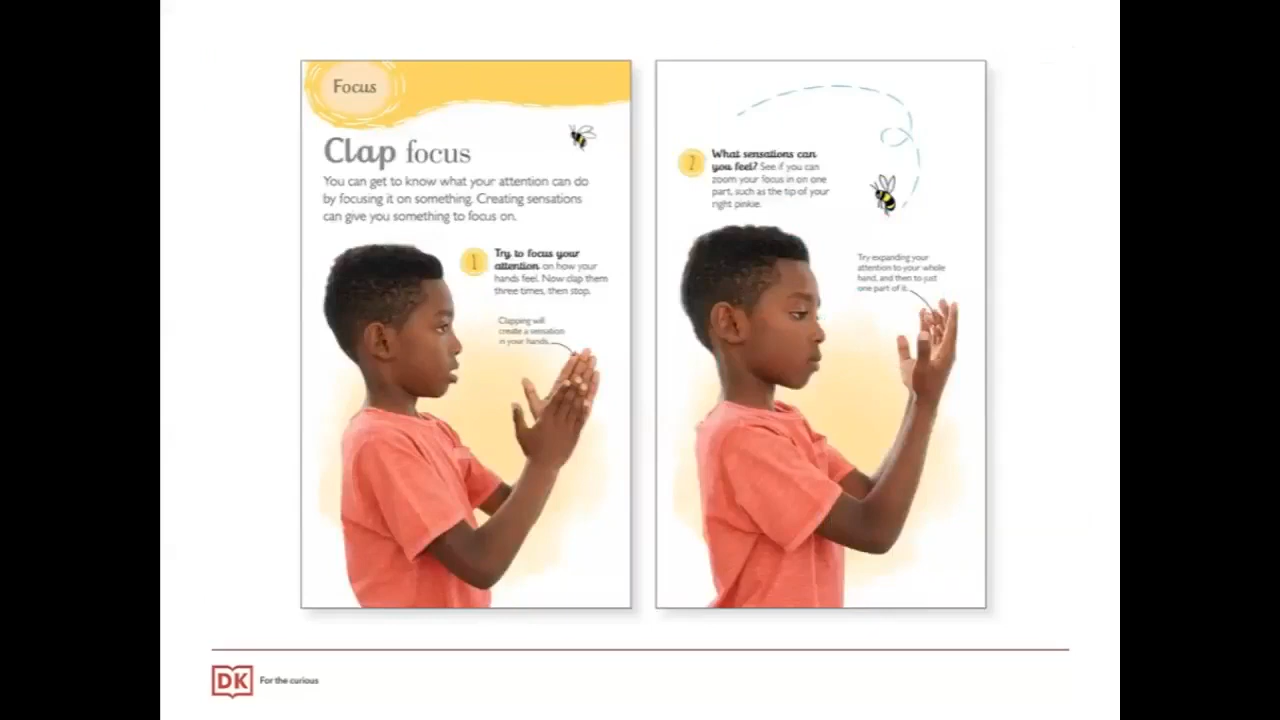 Focus
Clap focus
You can get to know what your attention can do
by focusing it on something. Creating sensations
can give you something to focus on.
1
Try to focus your
attention on how your
hands feel. Now clap them
three times, then stop.
Clapping will
create a sensation
in your hands.
2
What sensations can
you feel? See if you can
zoom your focus in on one
part, such as the tip of your
right pinkie.
Try expanding your
attention to your whole
hand, and then to just
one part of it.
DK
For the curious